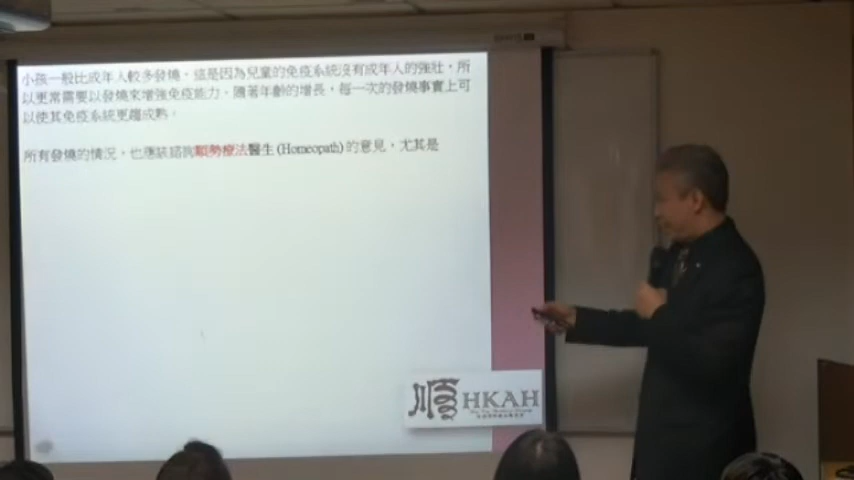 小孩一般比成年人較多發燒。這是因為兒童的免疫系統沒有成年人的強壯，所
以更常需要以發燒來增強免疫能力。隨著年齡的增長，每一次的發燒事實上可
以使其免疫系統更趨成熟。
所有發燒的情況，也應該諮詢順勢療法醫生 (Homeopath) 的意見，尤其是
順 HKAH